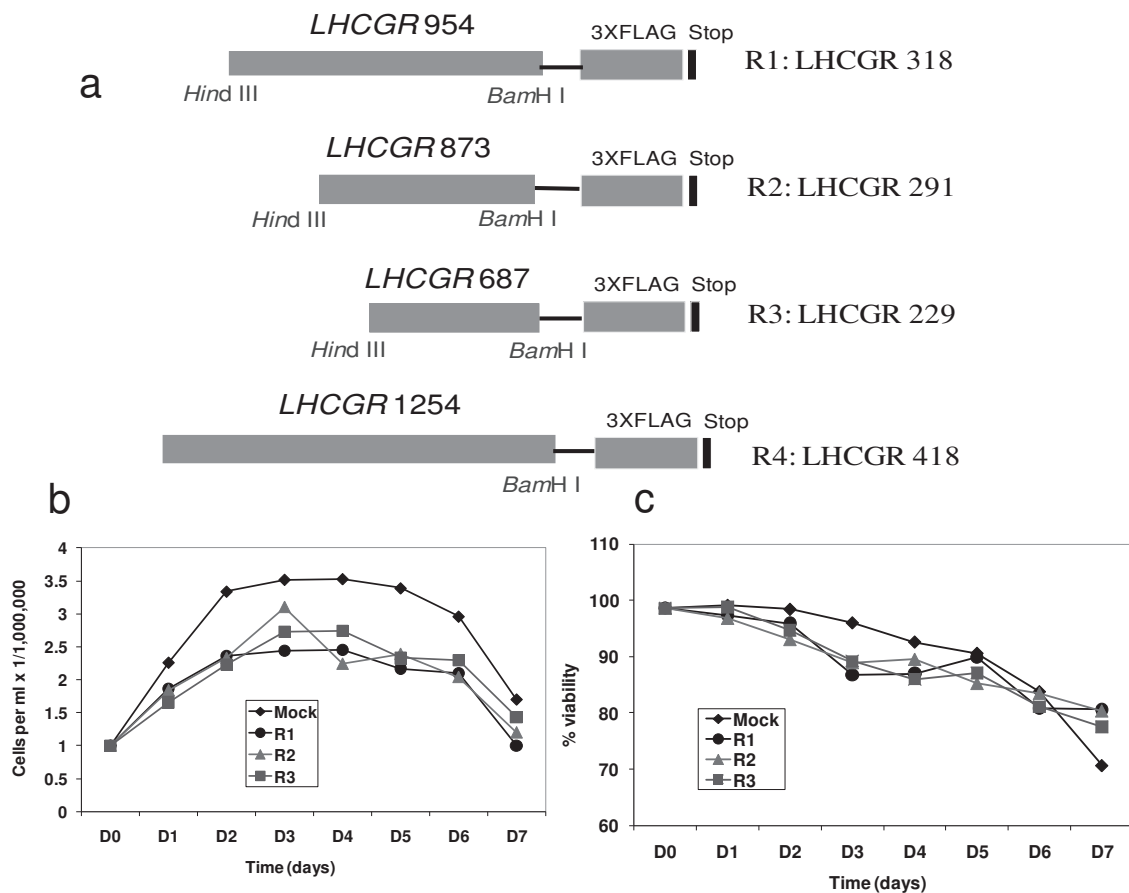 a
LHCGR 954
3XFLAG Stop
R1: LHCGR 318
Hind III
BamH I
LHCGR 873
3XFLAG Stop
R2: LHCGR 291
Hind III
BamH I
LHCGR 687
3XFLAG Stop
R3: LHCGR 229
Hind III
BamH I
LHCGR 1254
3XFLAG Stop
R4: LHCGR 418
BamH I
b
Cells per ml x 1/1,000,000
4
3.5
3
2.5
2
1.5
1
0.5
0
Mock
R1
R2
R3
D0 D1 D2 D3 D4 D5 D6 D7
Time (days)
c
% viability
110
100
90
80
70
60
Mock
R1
R2
R3
D0 D1 D2 D3 D4 D5 D6 D7
Time (days)